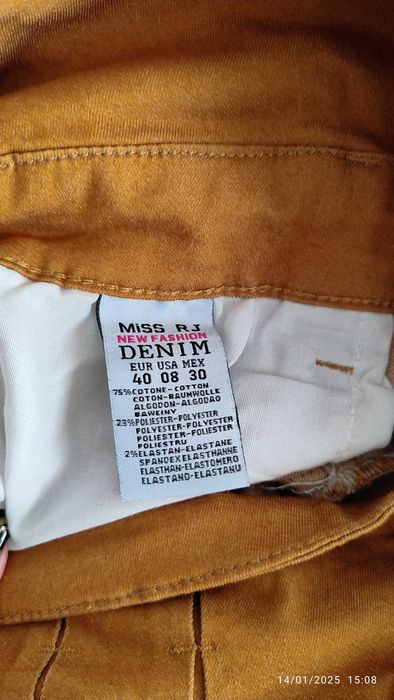 MiSS RJ
NEW FASHION
DENIM
EUR USA MEX
40 08 30
75%COTONE-COTTON
COTON-BAUMWOLLE
ALGODON-ALGODAO
BAWEINY
23%POLIESTER-POLYESTER
POLYESTER-POLYESTER
POLIESTER-POLIESTER
POLIESTRU
2%ELASTAN-ELASTANE
SPANDEXELASTHANNE
ELASTHAN-ELASTOMERO
ELASTANO-ELASTANU
14/01/2025 15:08